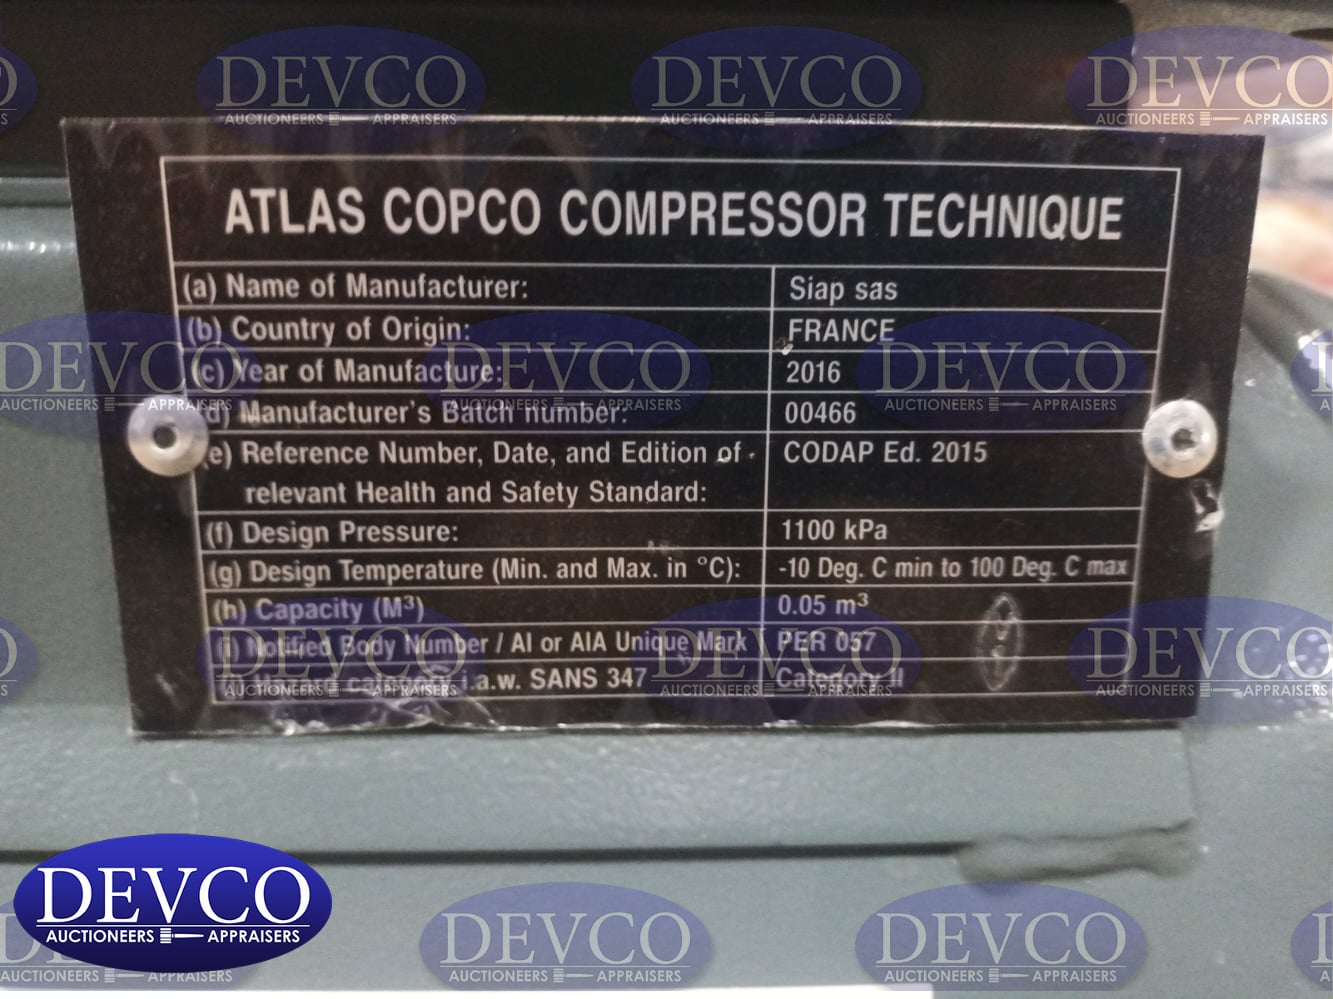 ATLAS COPCO COMPRESSOR TECHNIQUE
(a) Name of Manufacturer: Siap sas
(b) Country of Origin: FRANCE
(c) Year of Manufacture: 2016
(d) Manufacturer's Batch number: 00466
(e) Reference Number, Date, and Edition of CODAP Ed. 2015
relevant Health and Safety Standard:
(f) Design Pressure: 1100 kPa
(g) Design Temperature (Min. and Max. in °C): -10 Deg. C min to 100 Deg. C max
(h) Capacity (M³) 0.05 m³
(i) Notified Body Number / AI or AIA Unique Mark PER 057
(j) Hazard category i.a.w. SANS 347 Category II
DEVCO
AUCTIONEERS APPRAISERS